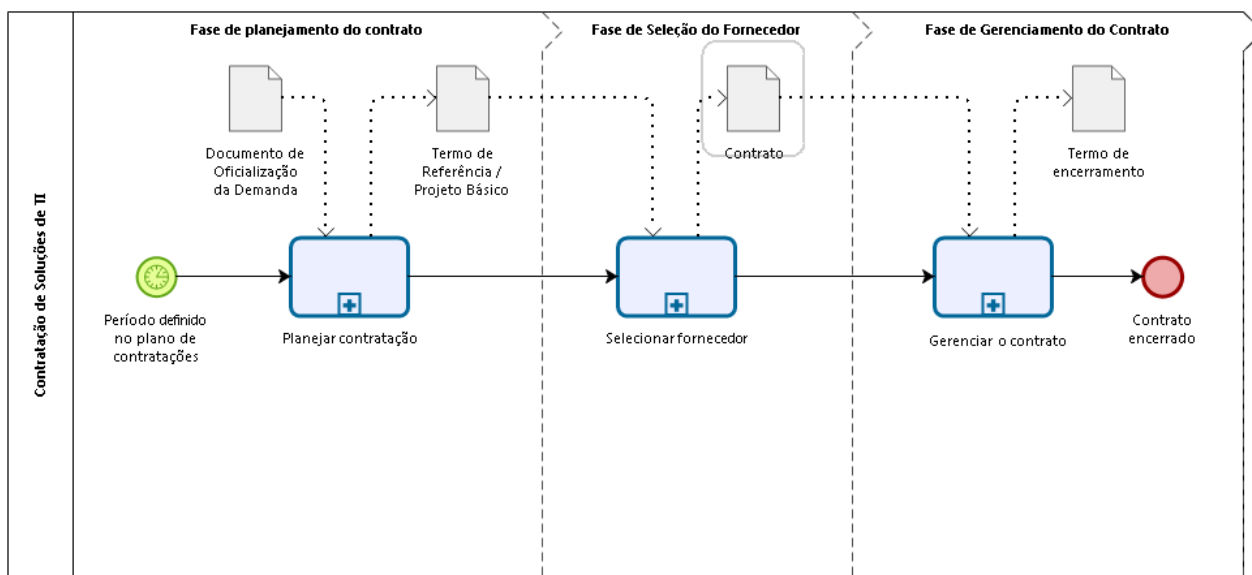 Contratação de Soluções de TI
Fase de planejamento do contrato
Fase de Seleção do Fornecedor
Fase de Gerenciamento do Contrato
Documento de
Oficialização
da Demanda
Termo de
Referência /
Projeto Básico
Contrato
Termo de
encerramento
Período definido
no plano de
contratações
Planejar contratação
Selecionar fornecedor
Gerenciar o contrato
Contrato
encerrado